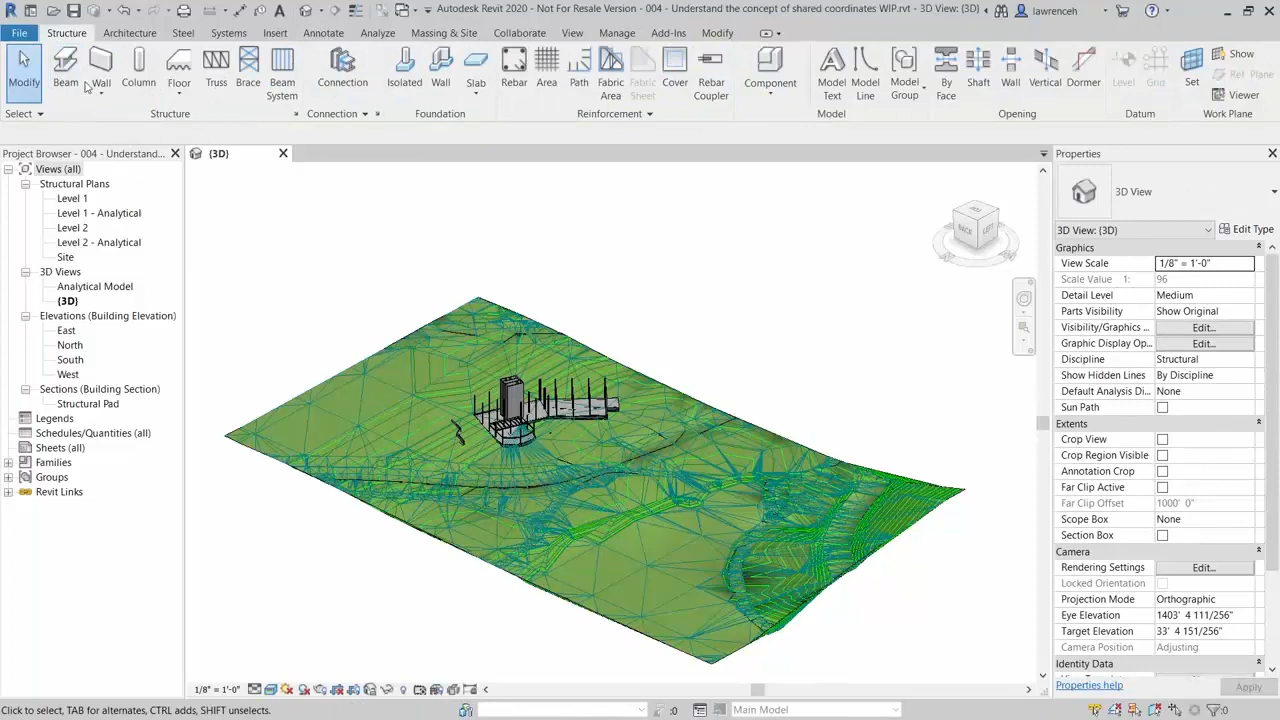 Autodesk Revit 2020 - Not For Resale Version - 004 - Understand the concept of shared coordinates WIP.rvt - 3D View: {3D}
lawrenceh
File Structure Architecture Steel Systems Insert Annotate Analyze Massing & Site Collaborate View Manage Add-Ins Modify
Modify Beam Wall Column Floor Truss Brace Beam System Connection Isolated Wall Slab Rebar Area Path Fabric Area Fabric Sheet Cover Rebar Coupler Component Model Text Model Line Model Group By Face Shaft Wall Vertical Dormer Level Grid Set Show Ref Plane Viewer
Select Structure Connection Foundation Reinforcement Model Opening Datum Work Plane
Project Browser - 004 - Understand...
{3D}
Properties
Views (all)
Structural Plans
Level 1
Level 1 - Analytical
Level 2
Level 2 - Analytical
Site
3D Views
Analytical Model
{3D}
Elevations (Building Elevation)
East
North
South
West
Sections (Building Section)
Structural Pad
Legends
Schedules/Quantities (all)
Sheets (all)
Families
Groups
Revit Links
BACK
LEFT
3D View
3D View: {3D} Edit Type
Graphics
View Scale 1/8" = 1'-0"
Scale Value 1: 96
Detail Level Medium
Parts Visibility Show Original
Visibility/Graphics ... Edit...
Graphic Display Op... Edit...
Discipline Structural
Show Hidden Lines By Discipline
Default Analysis Di... None
Sun Path
Extents
Crop View
Crop Region Visible
Annotation Crop
Far Clip Active
Far Clip Offset 1000' 0"
Scope Box None
Section Box
Camera
Rendering Settings Edit...
Locked Orientation
Projection Mode Orthographic
Eye Elevation 1403' 4 111/256"
Target Elevation 33' 4 151/256"
Camera Position Adjusting
Identity Data
Properties help Apply
1/8" = 1'-0"
Click to select, TAB for alternates, CTRL adds, SHIFT unselects. :0 Main Model :0